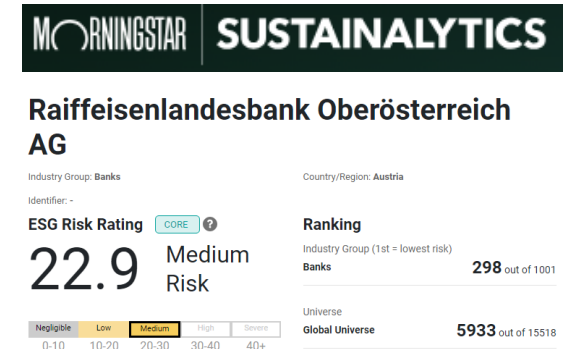 MORNINGSTAR | SUSTAINALYTICS
Raiffeisenlandesbank Oberösterreich
AG
Industry Group: Banks
Country/Region: Austria
Identifier: -
ESG Risk Rating CORE ?
22.9 Medium
Risk
Negligible Low Medium High Severe
0-10 10-20 20-30 30-40 40+
Ranking
Industry Group (1st = lowest risk)
Banks 298 out of 1001
Universe
Global Universe 5933 out of 15518